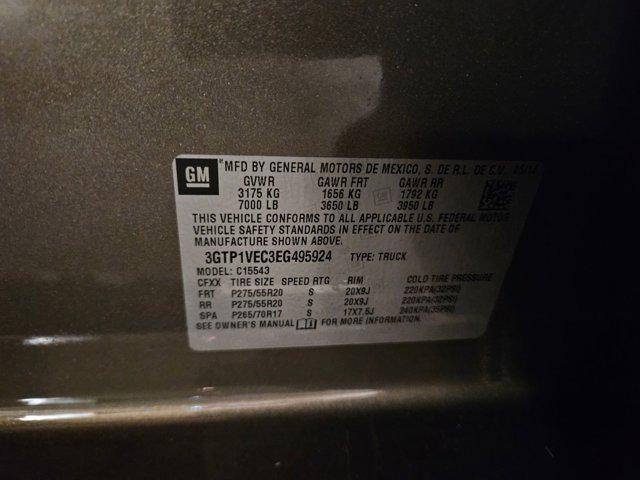 GM
MFD BY GENERAL MOTORS DE MEXICO, S. DE R.L. DE C.V. 05/14
GVWR GAWR FRT GAWR RR
3175 KG 1656 KG GM 1792 KG
7000 LB 3650 LB 3950 LB
THIS VEHICLE CONFORMS TO ALL APPLICABLE U.S. FEDERAL MOTOR
VEHICLE SAFETY STANDARDS IN EFFECT ON THE DATE OF
MANUFACTURE SHOWN ABOVE.
3GTP1VEC3EG495924 TYPE: TRUCK
MODEL: C15543
CFXX TIRE SIZE SPEED RTG RIM COLD TIRE PRESSURE
FRT P275/55R20 S 20X9J 220KPA(32PSI)
RR P275/55R20 S 20X9J 220KPA(32PSI)
SPA P265/70R17 S 17X7.5J 240KPA(35PSI)
SEE OWNER'S MANUAL FOR MORE INFORMATION.